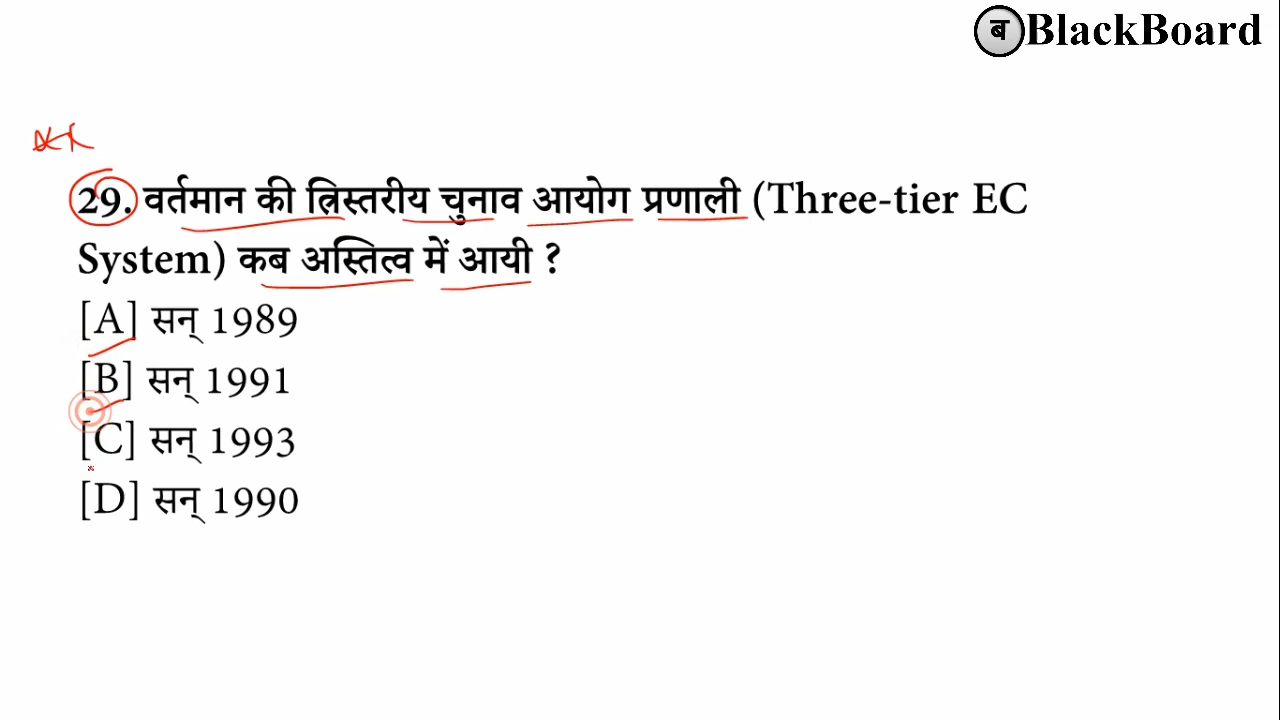 ब BlackBoard
29. वर्तमान की त्रिस्तरीय चुनाव आयोग प्रणाली (Three-tier EC
System) कब अस्तित्व में आयी ?
[A] सन् 1989
[B] सन् 1991
[C] सन् 1993
[D] सन् 1990